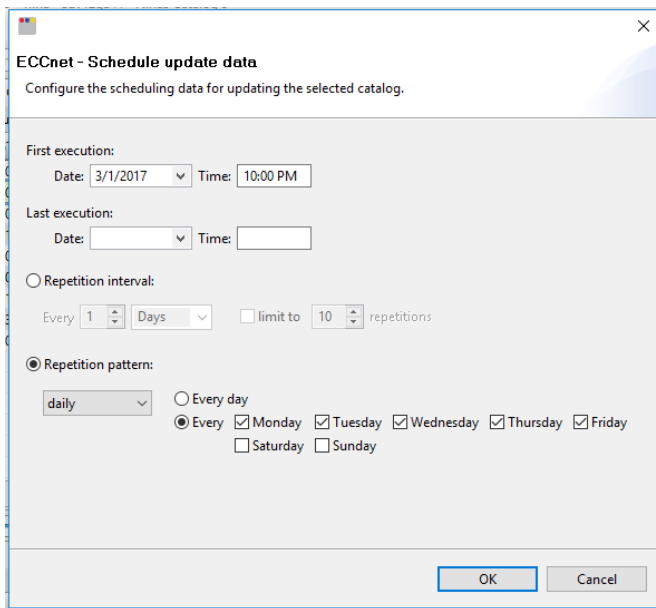 ECCnet - Schedule update data
Configure the scheduling data for updating the selected catalog.
First execution:
Date: 3/1/2017 Time: 10:00 PM
Last execution:
Date: Time:
Repetition interval:
Every 1 Days limit to 10 repetitions
Repetition pattern:
daily
Every day
Every Monday Tuesday Wednesday Thursday Friday
Saturday Sunday
OK Cancel